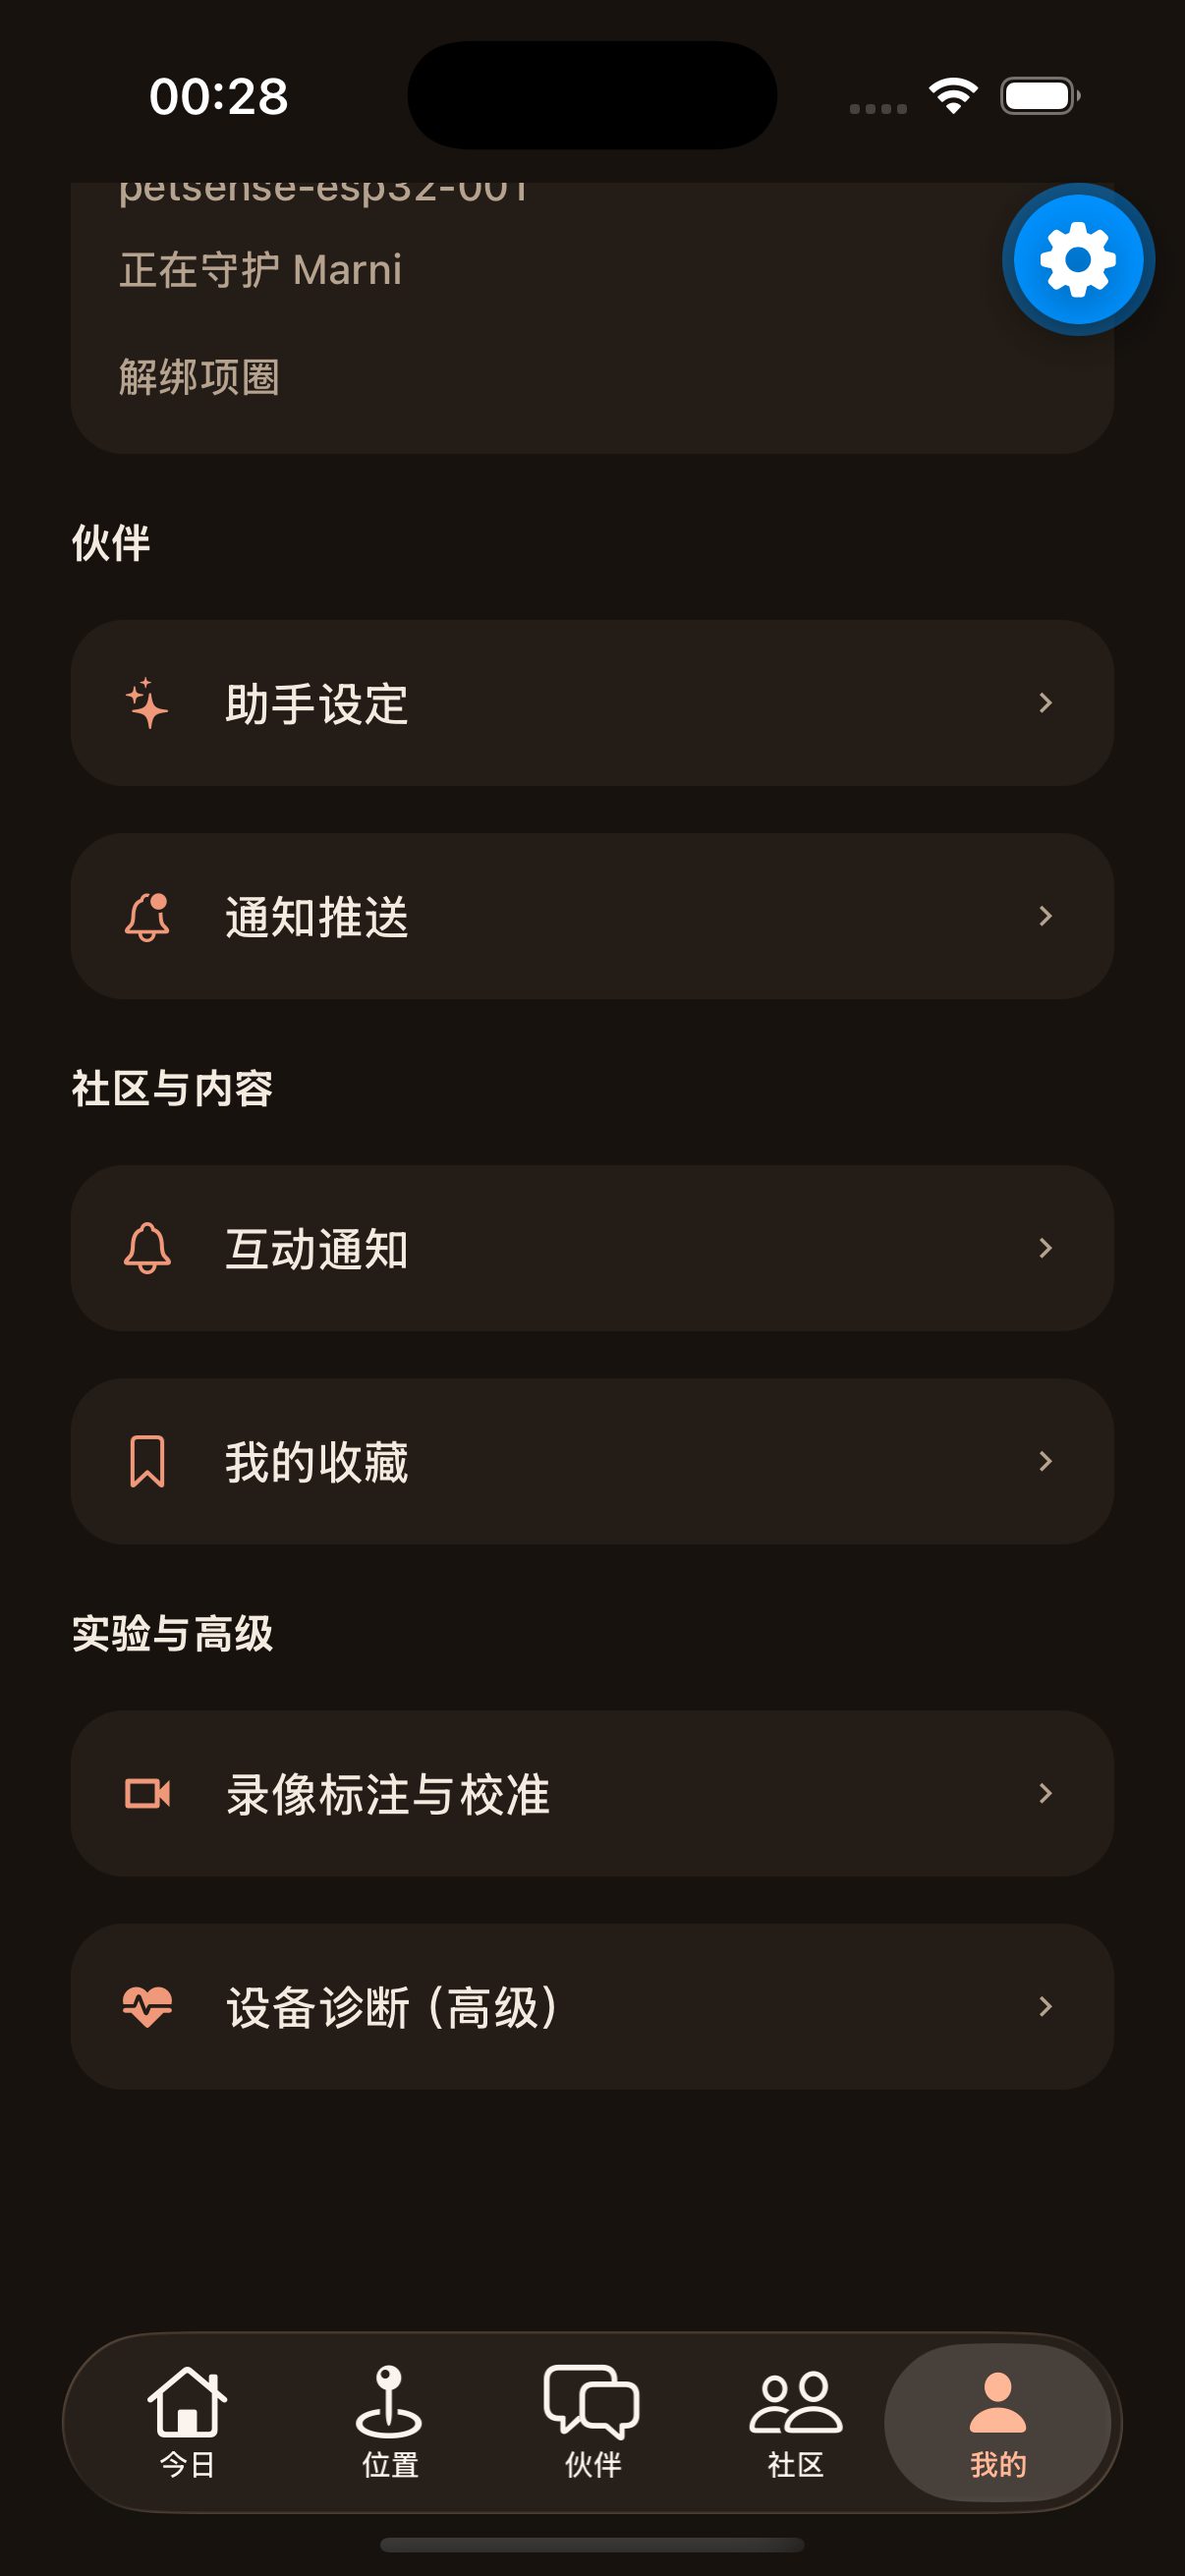 00:28
petsense-esp32-001
正在守护 Marni
解绑项圈
伙伴
助手设定
通知推送
社区与内容
互动通知
我的收藏
实验与高级
录像标注与校准
设备诊断（高级）
今日
位置
伙伴
社区
我的